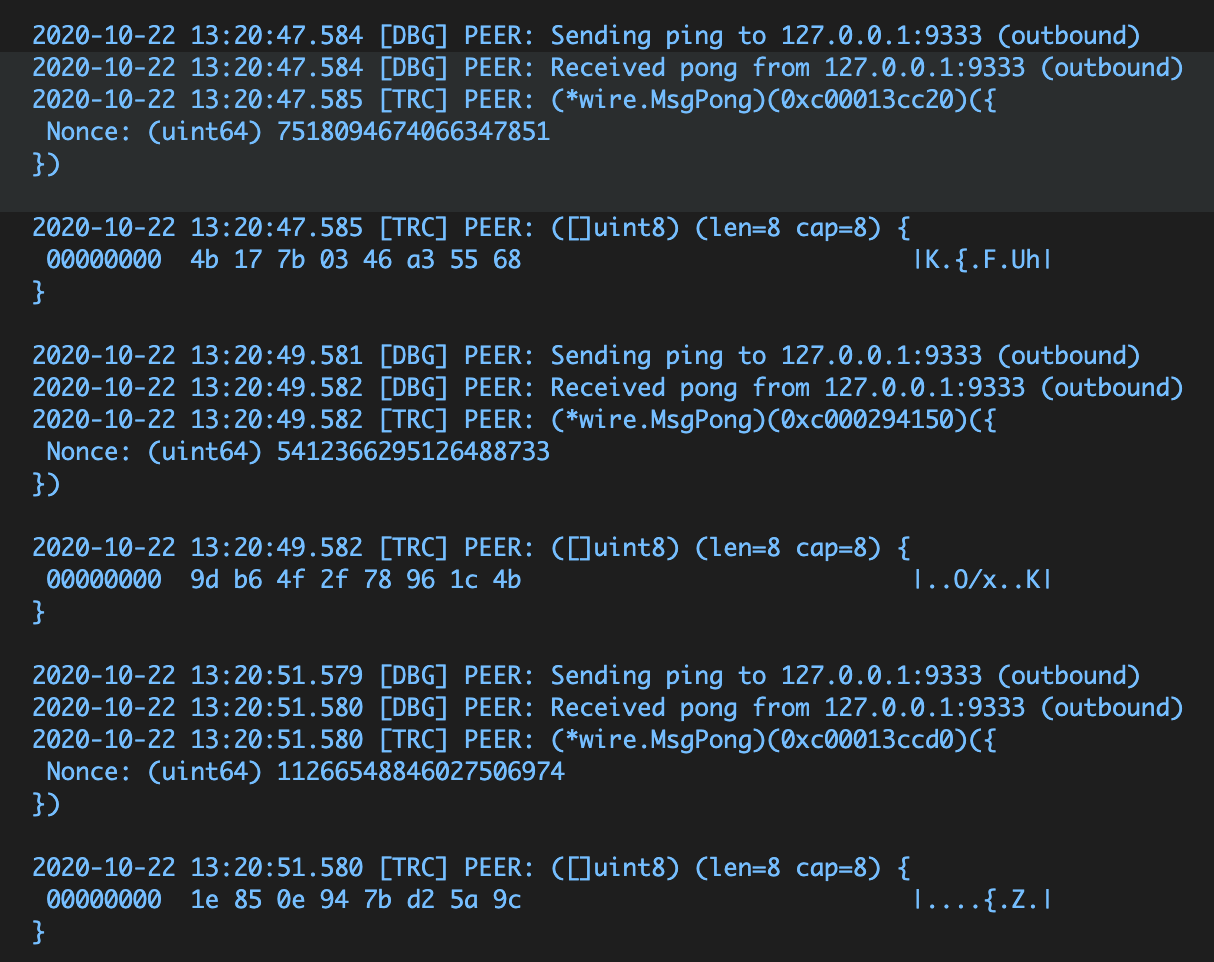 2020-10-22 13:20:47.584 [DBG] PEER: Sending ping to 127.0.0.1:9333 (outbound)
2020-10-22 13:20:47.584 [DBG] PEER: Received pong from 127.0.0.1:9333 (outbound)
2020-10-22 13:20:47.585 [TRC] PEER: (*wire.MsgPong)(0xc00013cc20)({
 Nonce: (uint64) 7518094674066347851
})

2020-10-22 13:20:47.585 [TRC] PEER: ([]uint8) (len=8 cap=8) {
 00000000  4b 17 7b 03 46 a3 55 68                           |K.{.F.Uh|
}

2020-10-22 13:20:49.581 [DBG] PEER: Sending ping to 127.0.0.1:9333 (outbound)
2020-10-22 13:20:49.582 [DBG] PEER: Received pong from 127.0.0.1:9333 (outbound)
2020-10-22 13:20:49.582 [TRC] PEER: (*wire.MsgPong)(0xc000294150)({
 Nonce: (uint64) 5412366295126488733
})

2020-10-22 13:20:49.582 [TRC] PEER: ([]uint8) (len=8 cap=8) {
 00000000  9d b6 4f 2f 78 96 1c 4b                           |..O/x..K|
}

2020-10-22 13:20:51.579 [DBG] PEER: Sending ping to 127.0.0.1:9333 (outbound)
2020-10-22 13:20:51.580 [DBG] PEER: Received pong from 127.0.0.1:9333 (outbound)
2020-10-22 13:20:51.580 [TRC] PEER: (*wire.MsgPong)(0xc00013ccd0)({
 Nonce: (uint64) 11266548846027506974
})

2020-10-22 13:20:51.580 [TRC] PEER: ([]uint8) (len=8 cap=8) {
 00000000  1e 85 0e 94 7b d2 5a 9c                           |....{.Z.|
}